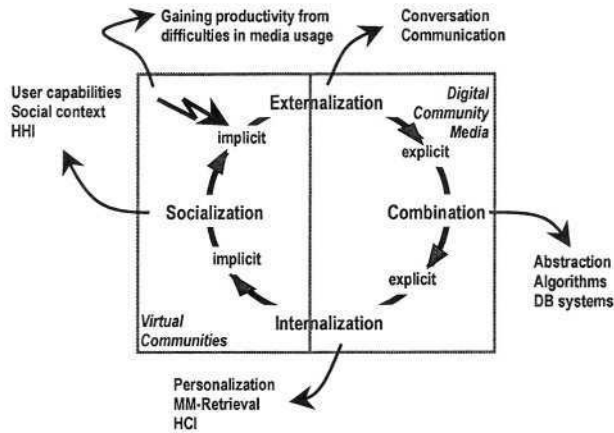 Gaining productivity from
difficulties in media usage
Conversation
Communication
User capabilities
Social context
HHI
Externalization
Digital
Community
Media
implicit
explicit
Socialization
Combination
implicit
explicit
Abstraction
Algorithms
DB systems
Virtual
Communities
Internalization
Personalization
MM-Retrieval
HCI